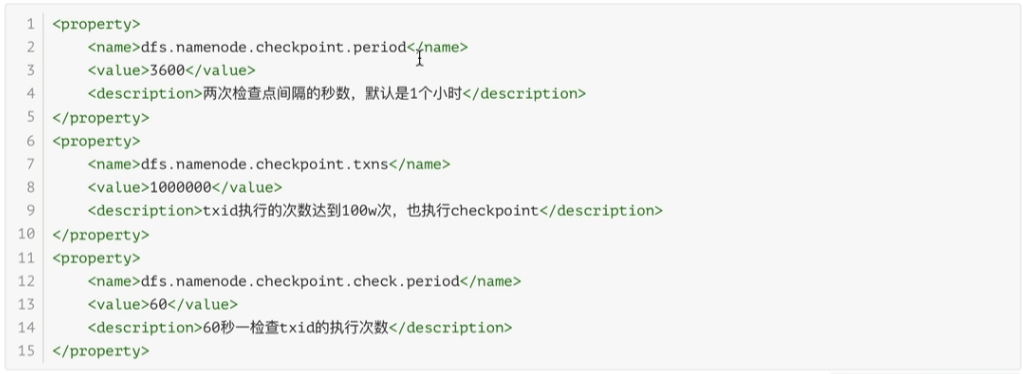 1 <property>
2 <name>dfs.namenode.checkpoint.period</name>
3 <value>3600</value>
4 <description>两次检查点间隔的秒数，默认是1个小时</description>
5 </property>
6 <property>
7 <name>dfs.namenode.checkpoint.txns</name>
8 <value>1000000</value>
9 <description>txid执行的次数达到100w次，也执行checkpoint</description>
10 </property>
11 <property>
12 <name>dfs.namenode.checkpoint.check.period</name>
13 <value>60</value>
14 <description>60秒一检查txid的执行次数</description>
15 </property>